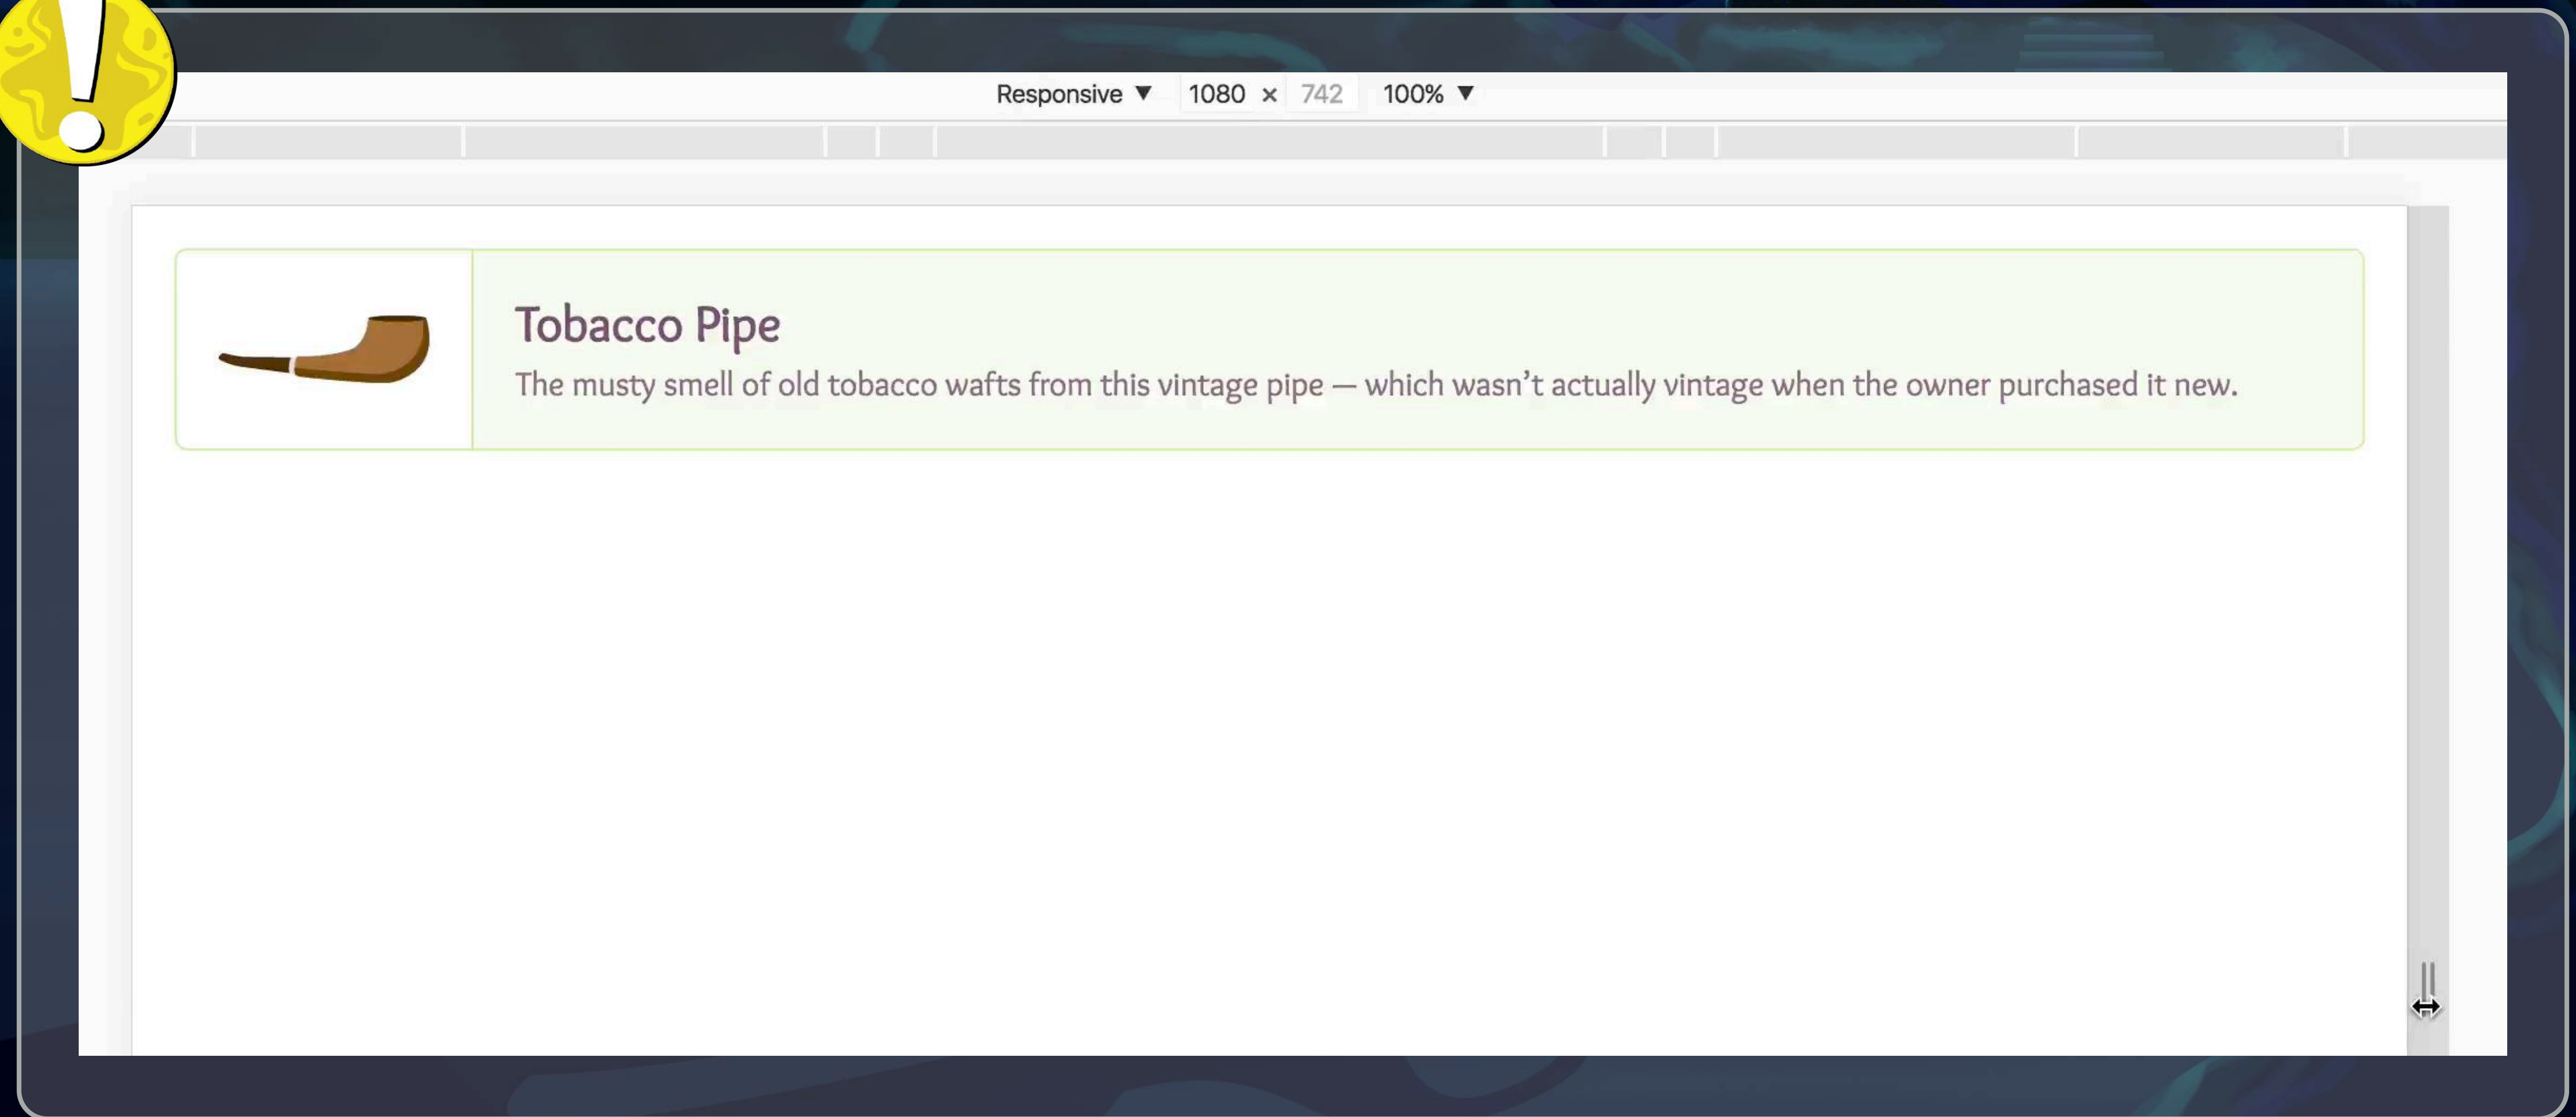 Responsive ▼ 1080 × 742 100% ▼
Tobacco Pipe
The musty smell of old tobacco wafts from this vintage pipe — which wasn’t actually vintage when the owner purchased it new.